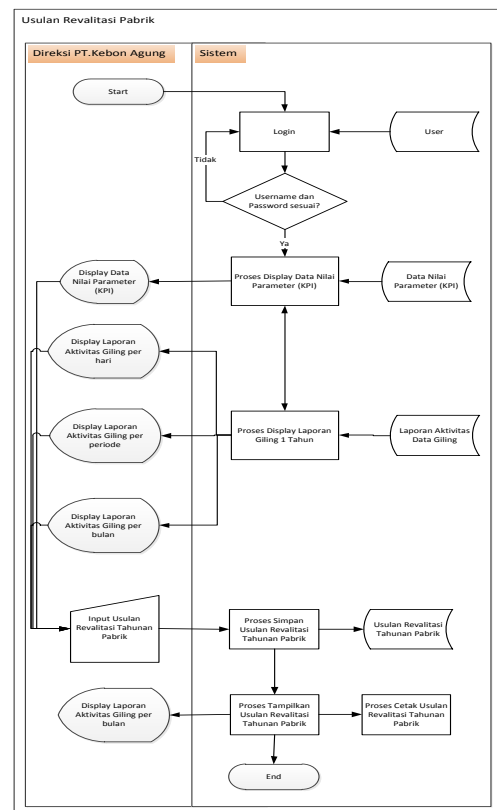 Usulan Revalitasi Pabrik
Direksi PT.Kebon Agung
Sistem
Start
Login
User
Tidak
Username dan
Password sesuai?
Ya
Display Data
Nilai Parameter
(KPI)
Proses Display Data Nilai
Parameter (KPI)
Data Nilai
Parameter (KPI)
Display Laporan
Aktivitas Giling per
hari
Display Laporan
Aktivitas Giling per
periode
Proses Display Laporan
Giling 1 Tahun
Laporan Aktivitas
Data Giling
Display Laporan
Aktivitas Giling per
bulan
Input Usulan
Revalitasi Tahunan
Pabrik
Proses Simpan
Usulan Revalitasi
Tahunan Pabrik
Usulan Revalitasi
Tahunan Pabrik
Display Laporan
Aktivitas Giling per
bulan
Proses Tampilkan
Usulan Revalitasi
Tahunan Pabrik
Proses Cetak Usulan
Revalitasi Tahunan
Pabrik
End